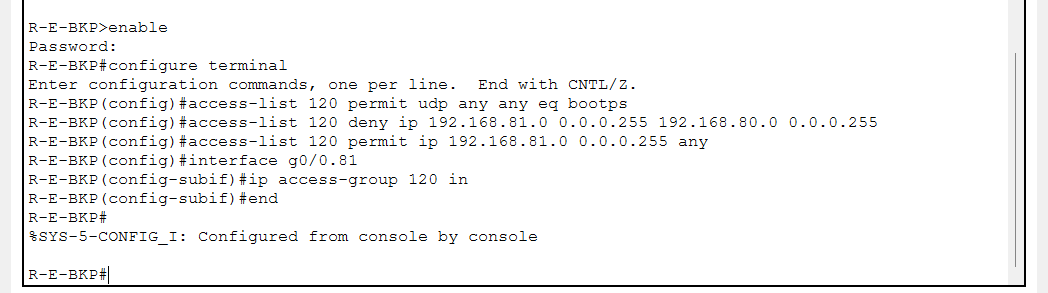 R-E-BKP>enable
Password:
R-E-BKP#configure terminal
Enter configuration commands, one per line.  End with CNTL/Z.
R-E-BKP(config)#access-list 120 permit udp any any eq bootps
R-E-BKP(config)#access-list 120 deny ip 192.168.81.0 0.0.0.255 192.168.80.0 0.0.0.255
R-E-BKP(config)#access-list 120 permit ip 192.168.81.0 0.0.0.255 any
R-E-BKP(config)#interface g0/0.81
R-E-BKP(config-subif)#ip access-group 120 in
R-E-BKP(config-subif)#end
R-E-BKP#
%SYS-5-CONFIG_I: Configured from console by console
R-E-BKP#